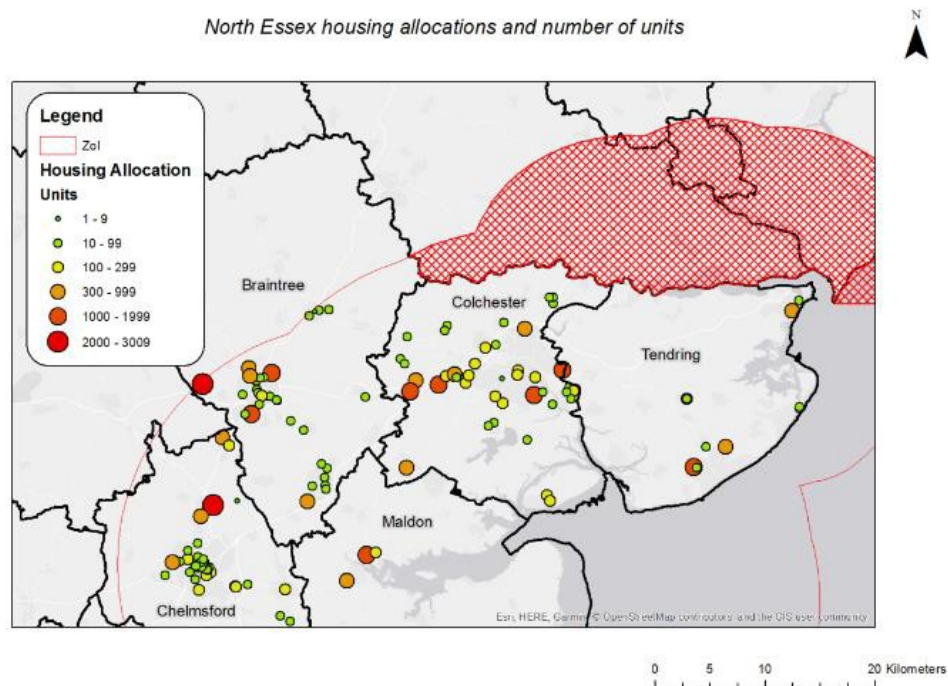 North Essex housing allocations and number of units
N
Legend
ZoI
Housing Allocation
Units
1 - 9
10 - 99
100 - 299
300 - 999
1000 - 1999
2000 - 3009
Braintree
Colchester
Tendring
Maldon
Chelmsford
Esri, HERE, Garmin, © OpenStreetMap contributors, and the GIS user community
0 5 10 20 Kilometers